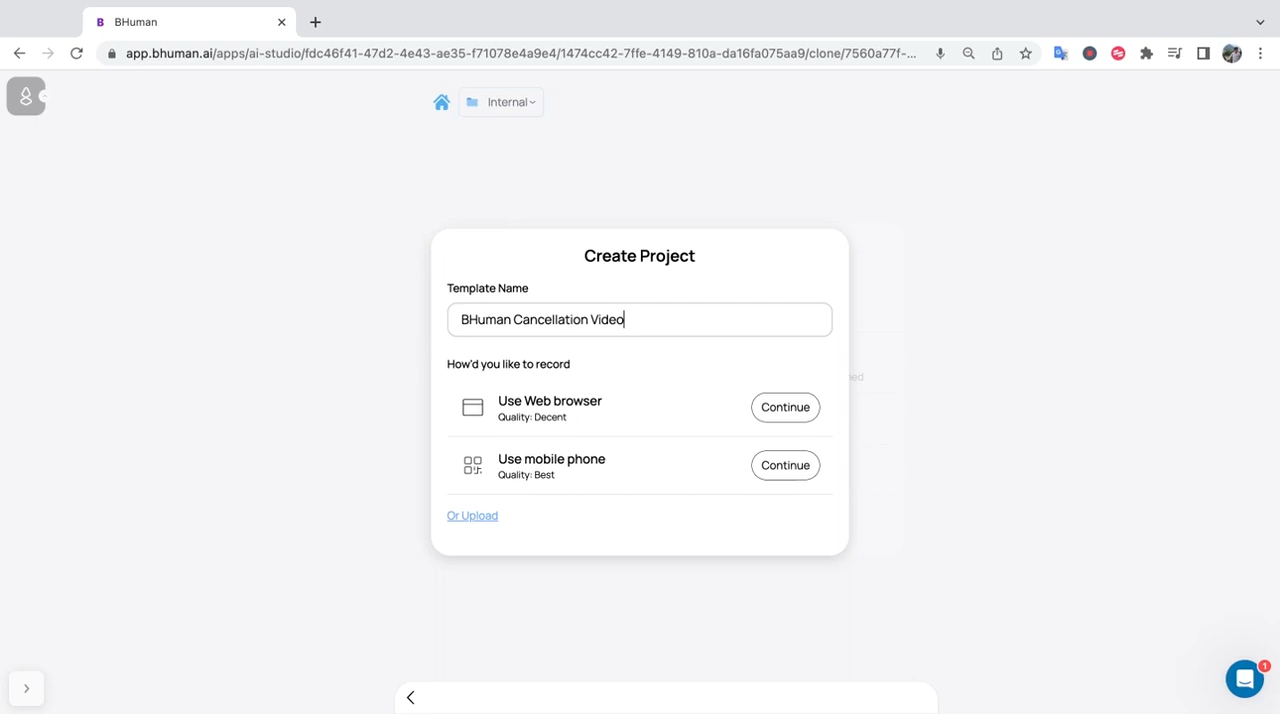 B BHuman
app.bhuman.ai/apps/ai-studio/fdc46f41-47d2-4e43-ae35-f71078e4a9e4/1474cc42-7ffe-4149-810a-da16fa075aa9/clone/7560a77f-...
Internal
Create Project
Template Name
BHuman Cancellation Video
How'd you like to record
Use Web browser
Quality: Decent
Continue
Use mobile phone
Quality: Best
Continue
Or Upload
1